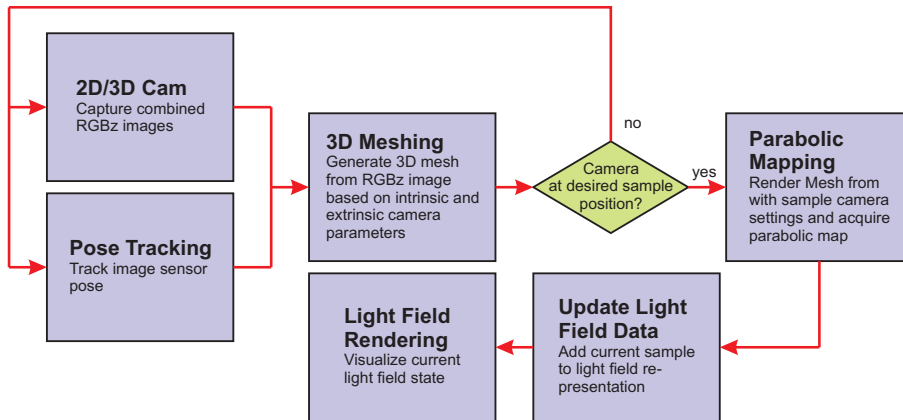 2D/3D Cam
Capture combined
RGBz images
Pose Tracking
Track image sensor
pose
3D Meshing
Generate 3D mesh
from RGBz image
based on intrinsic and
extrinsic camera
parameters
no
Camera
at desired sample
position?
yes
Parabolic
Mapping
Render Mesh from
with sample camera
settings and acquire
parabolic map
Update Light
Field Data
Add current sample
to light field re-
presentation
Light Field
Rendering
Visualize current
light field state